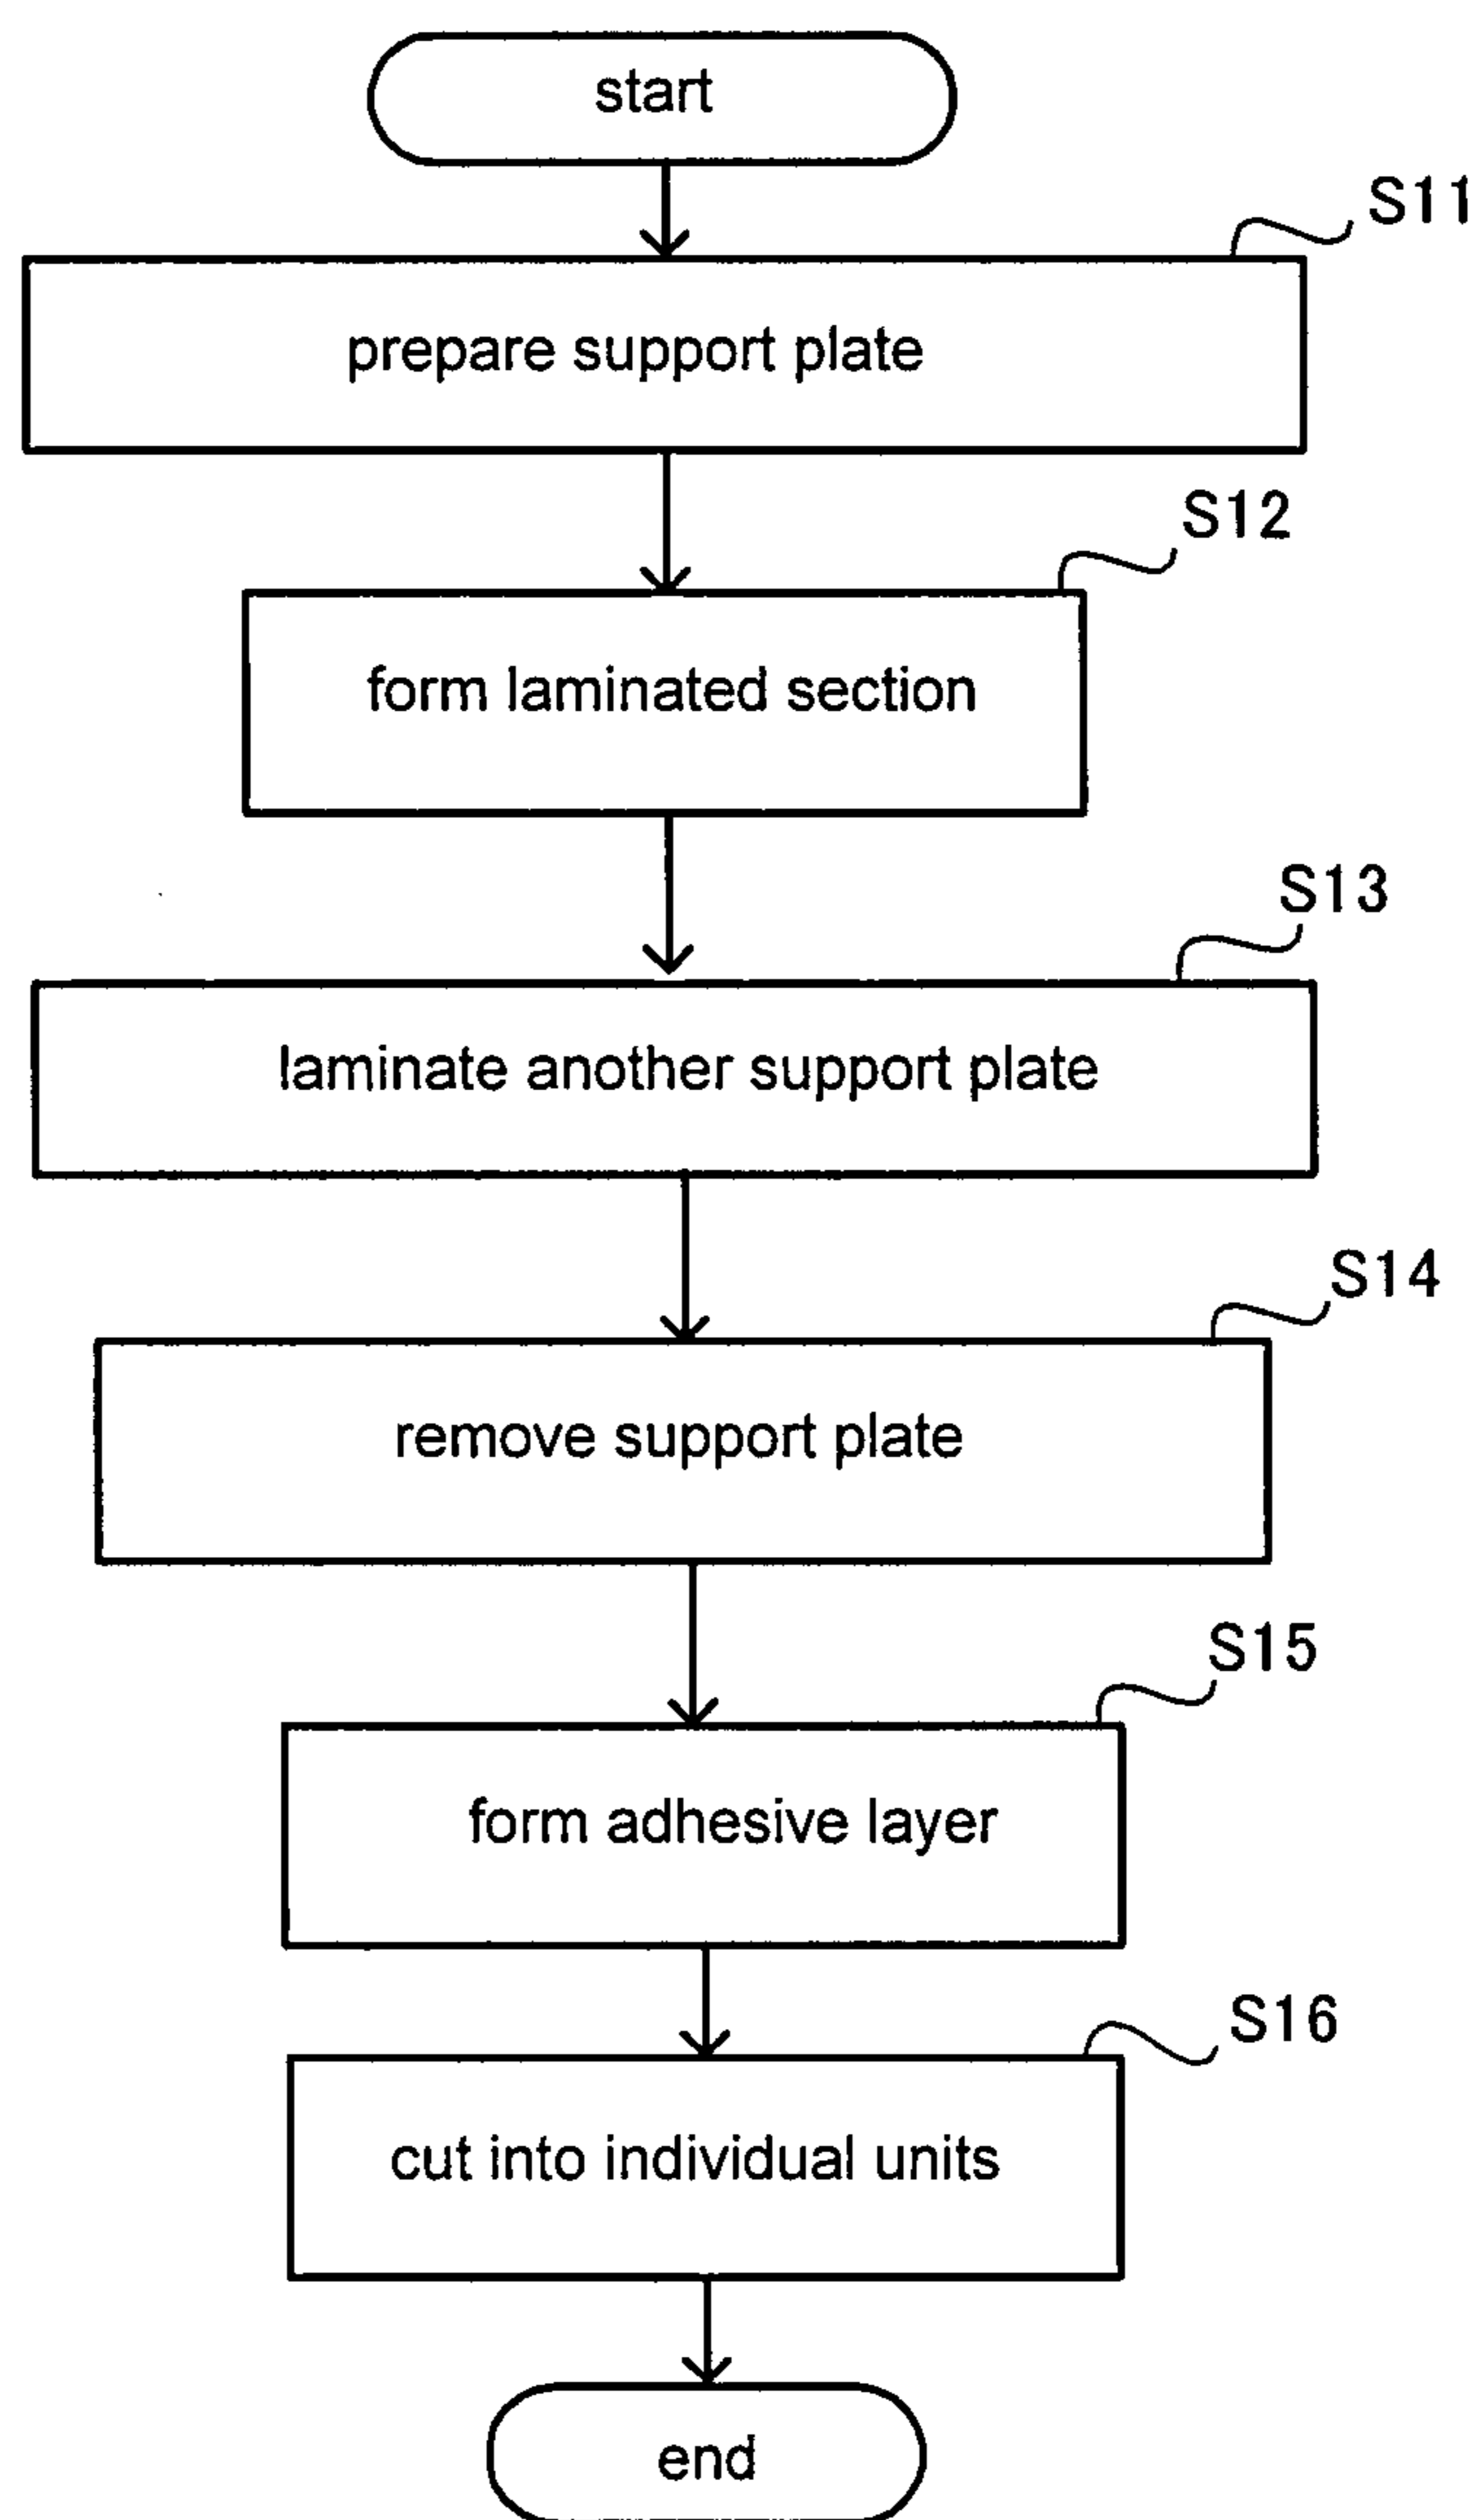 start
S11
prepare support plate
S12
form laminated section
S13
laminate another support plate
S14
remove support plate
S15
form adhesive layer
S16
cut into individual units
end